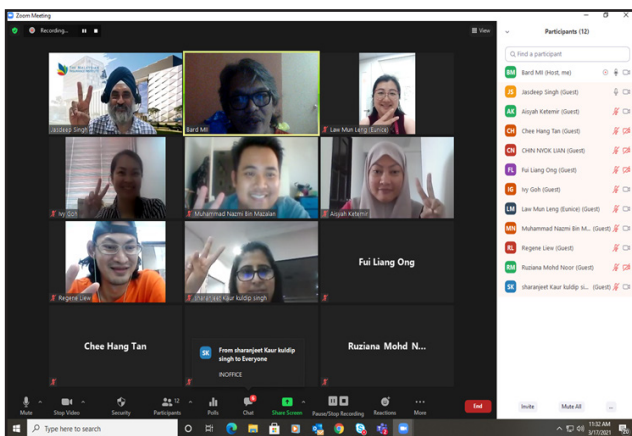 Zoom Meeting
Recording...
View
Participants (12)
Find a participant
BM Bard MII (Host, me)
JS Jasdeep Singh (Guest)
AK Aisyah Ketemir (Guest)
CH Chee Hang Tan (Guest)
CN CHIN NYOK LIAN (Guest)
FL Fui Liang Ong (Guest)
IG Ivy Goh (Guest)
LM Law Mun Leng (Eunice) (Guest)
MN Muhammad Nazmi Bin M... (Guest)
RL Regene Liew (Guest)
RM Ruziana Mohd Noor (Guest)
SK sharanjeet Kaur kuldip si... (Guest)
Jasdeep Singh
Bard MII
Law Mun Leng (Eunice)
Ivy Goh
Muhammad Nazmi Bin Mazalan
Aisyah Ketemir
Regene Liew
sharanjeet Kaur kuldip singh
Fui Liang Ong
Chee Hang Tan
SK
From sharanjeet Kaur kuldip
singh to Everyone
INOFFICE
Ruziana Mohd N...
Mute
Stop Video
Security
Participants
12
Polls
Chat
Share Screen
Pause/Stop Recording
Reactions
More
End
Invite
Mute All
...
Type here to search
11:32 AM
3/17/2021